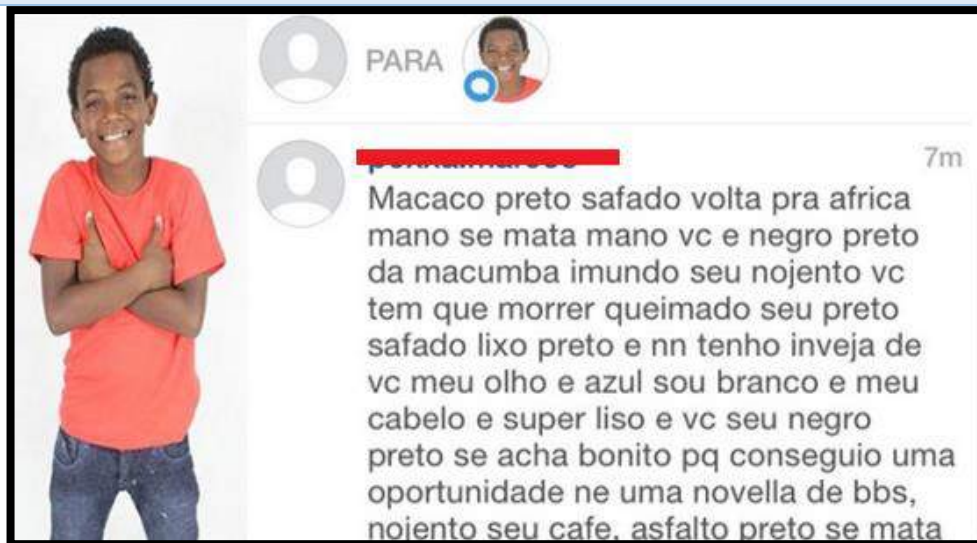 PARA
7m
Macaco preto safado volta pra africa
mano se mata mano vc e negro preto
da macumba imundo seu nojento vc
tem que morrer queimado seu preto
safado lixo preto e nn tenho inveja de
vc meu olho e azul sou branco e meu
cabelo e super liso e vc seu negro
preto se acha bonito pq conseguio uma
oportunidade ne uma novella de bbs,
nojento seu cafe, asfalto preto se mata